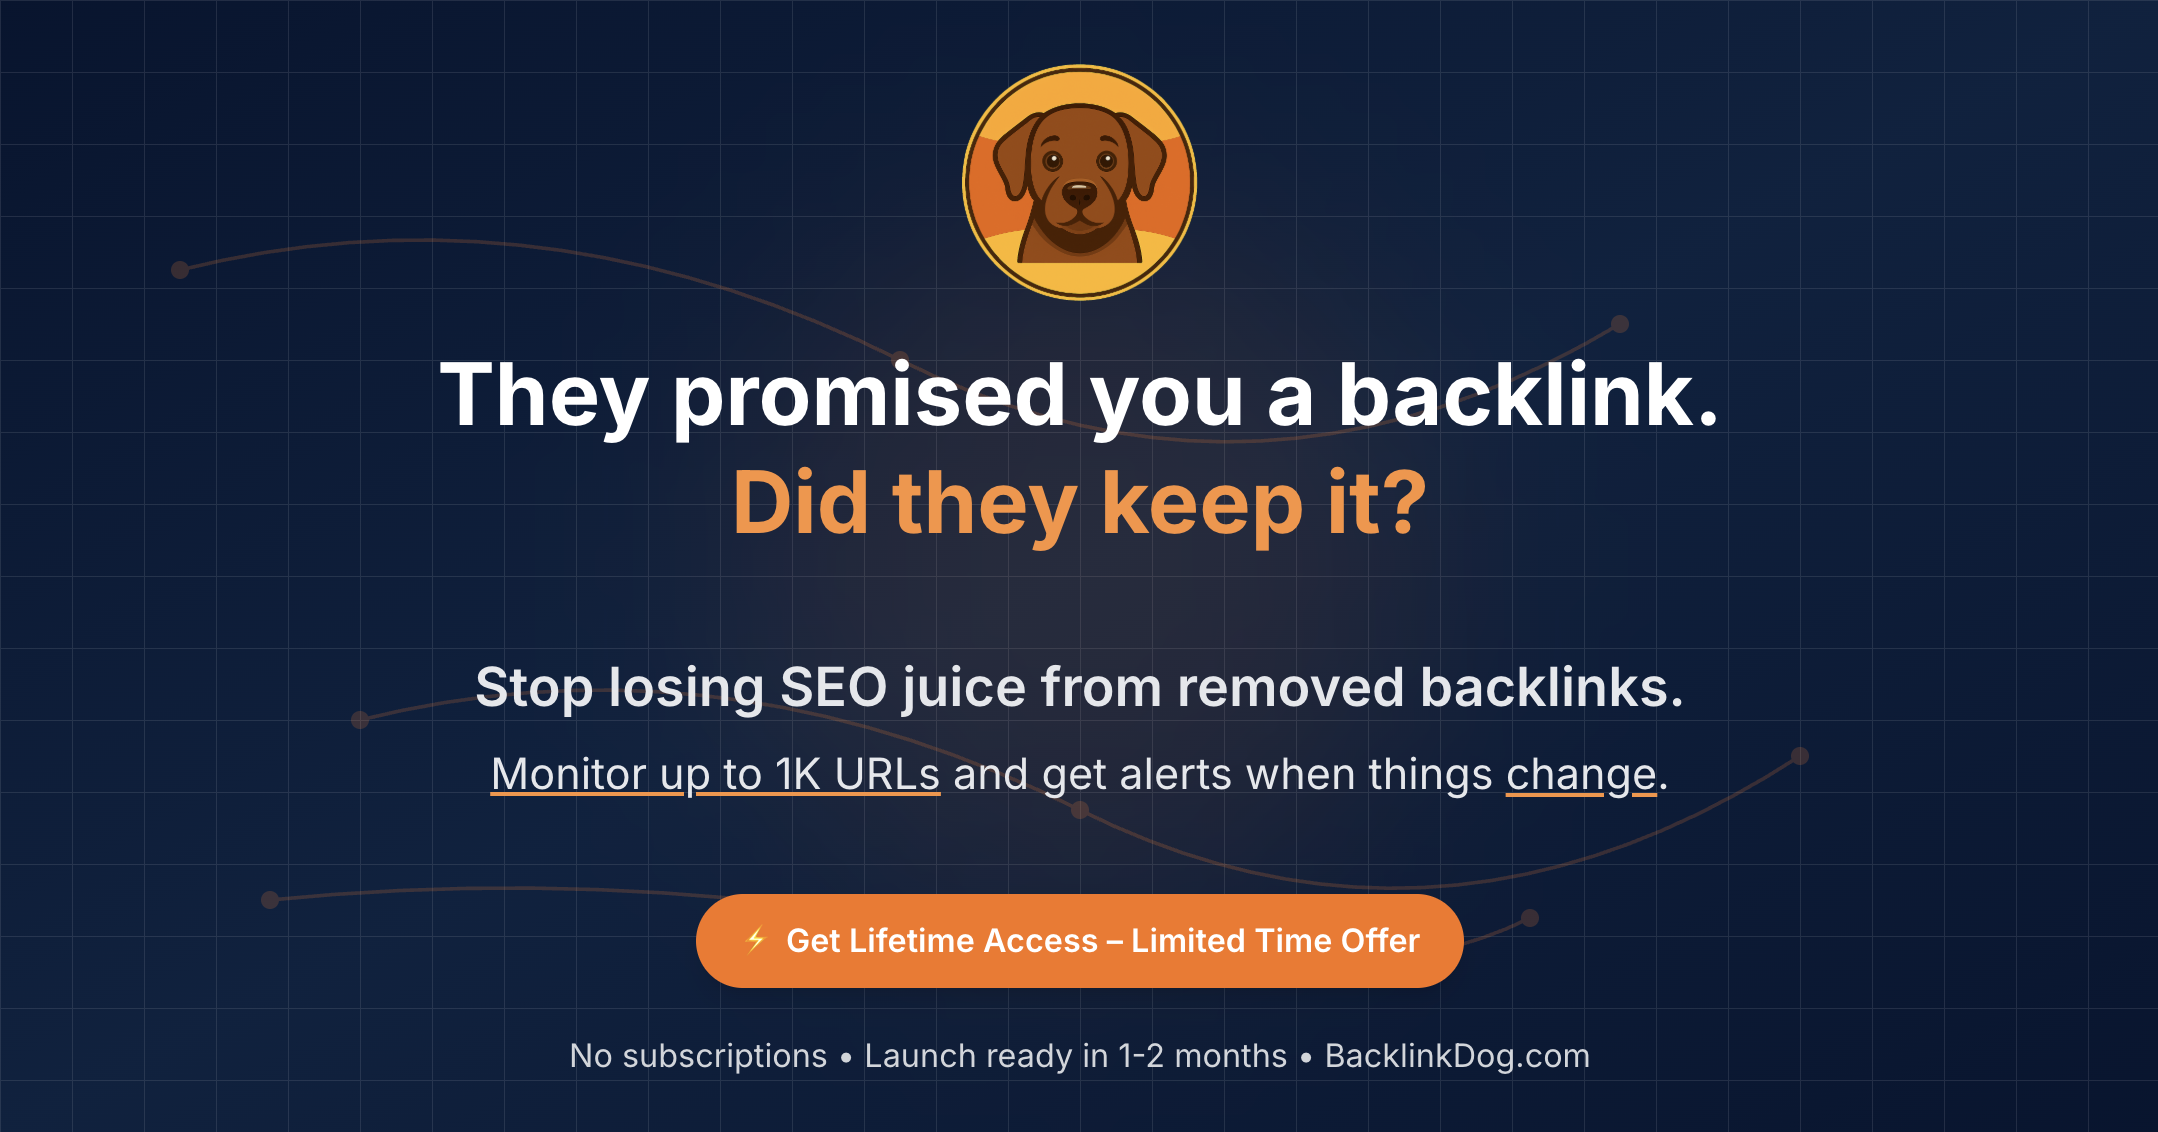 They promised you a backlink.
Did they keep it?
Stop losing SEO juice from removed backlinks.
Monitor up to 1K URLs and get alerts when things change.
⚡ Get Lifetime Access – Limited Time Offer
No subscriptions • Launch ready in 1-2 months • BacklinkDog.com